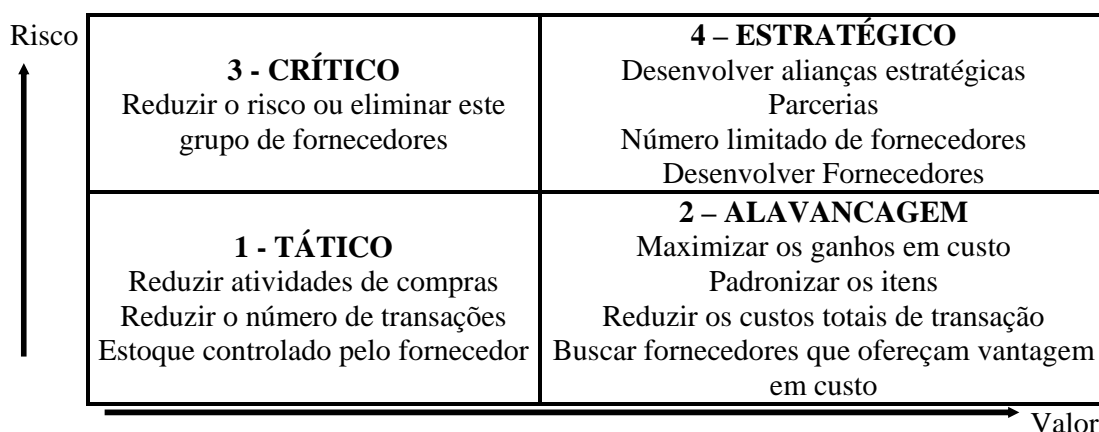 Risco
3 - CRÍTICO
Reduzir o risco ou eliminar este
grupo de fornecedores
4 – ESTRATÉGICO
Desenvolver alianças estratégicas
Parcerias
Número limitado de fornecedores
Desenvolver Fornecedores
1 - TÁTICO
Reduzir atividades de compras
Reduzir o número de transações
Estoque controlado pelo fornecedor
2 – ALAVANCAGEM
Maximizar os ganhos em custo
Padronizar os itens
Reduzir os custos totais de transação
Buscar fornecedores que ofereçam vantagem
em custo
Valor